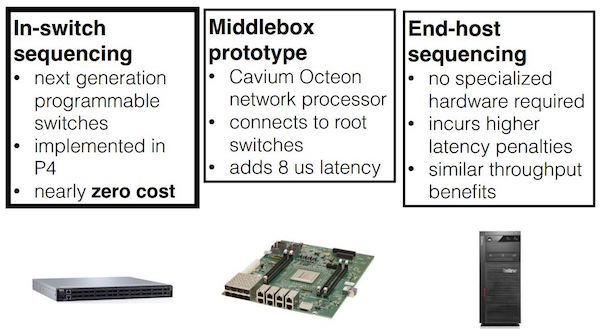 In-switch
sequencing
• next generation
programmable
switches
• implemented in
P4
• nearly zero cost
Middlebox
prototype
• Cavium Octeon
network processor
• connects to root
switches
• adds 8 us latency
End-host
sequencing
• no specialized
hardware required
• incurs higher
latency penalties
• similar throughput
benefits